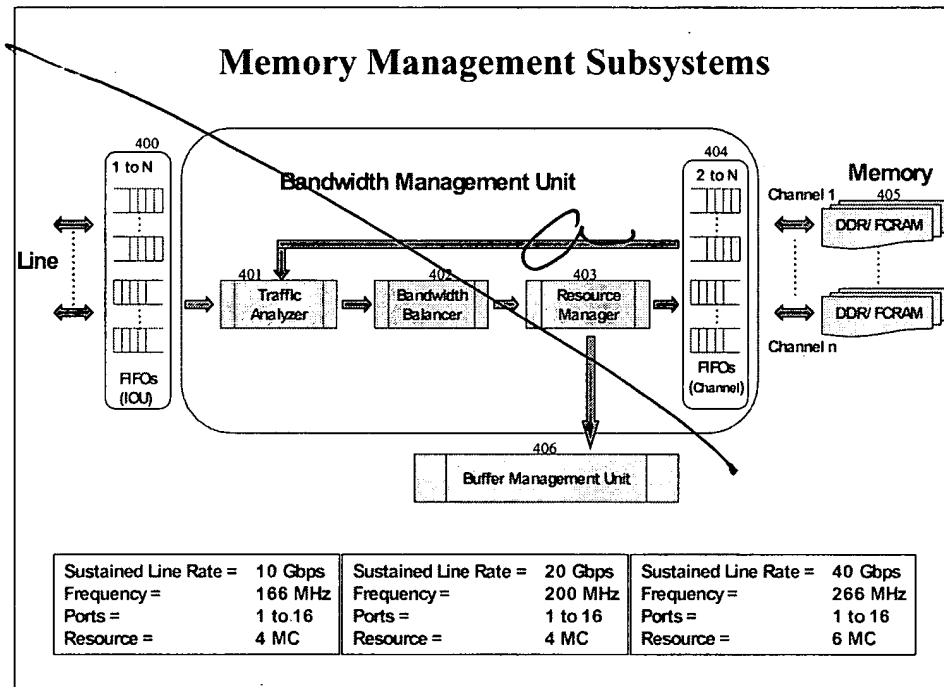 Memory Management Subsystems
400
1 to N
FIFOs
(IOU)
Line
Bandwidth Management Unit
401
Traffic
Analyzer
402
Bandwidth
Balancer
403
Resource
Manager
404
2 to N
FIFOs
(Channel)
Memory
Channel 1
405
DDR/ FCRAM
DDR/ FCRAM
Channel n
406
Buffer Management Unit
Sustained Line Rate = 10 Gbps
Frequency = 166 MHz
Ports = 1 to 16
Resource = 4 MC
Sustained Line Rate = 20 Gbps
Frequency = 200 MHz
Ports = 1 to 16
Resource = 4 MC
Sustained Line Rate = 40 Gbps
Frequency = 266 MHz
Ports = 1 to 16
Resource = 6 MC